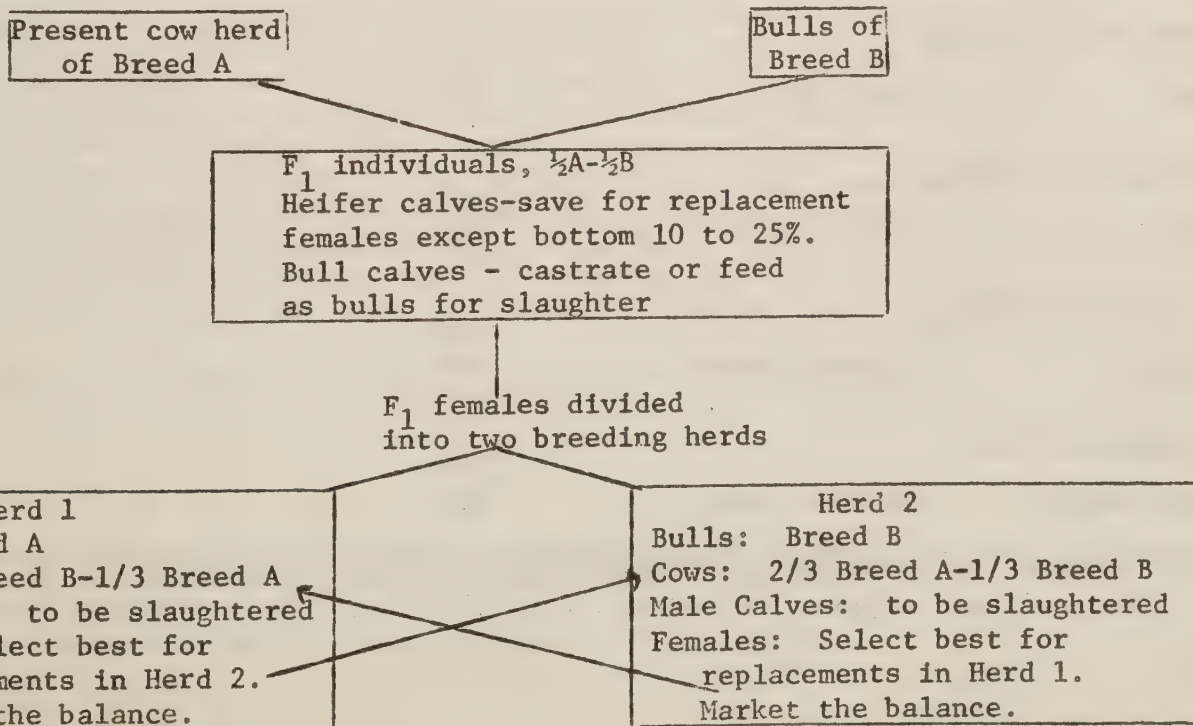 Present cow herd
of Breed A
Bulls of
Breed B
F1 individuals, ½A-½B
Heifer calves-save for replacement
females except bottom 10 to 25%.
Bull calves - castrate or feed
as bulls for slaughter
F1 females divided
into two breeding herds
erd 1
d A
eed B-1/3 Breed A
to be slaughtered
lect best for
ments in Herd 2.
the balance.
Herd 2
Bulls: Breed B
Cows: 2/3 Breed A-1/3 Breed B
Male Calves: to be slaughtered
Females: Select best for
replacements in Herd 1.
Market the balance.